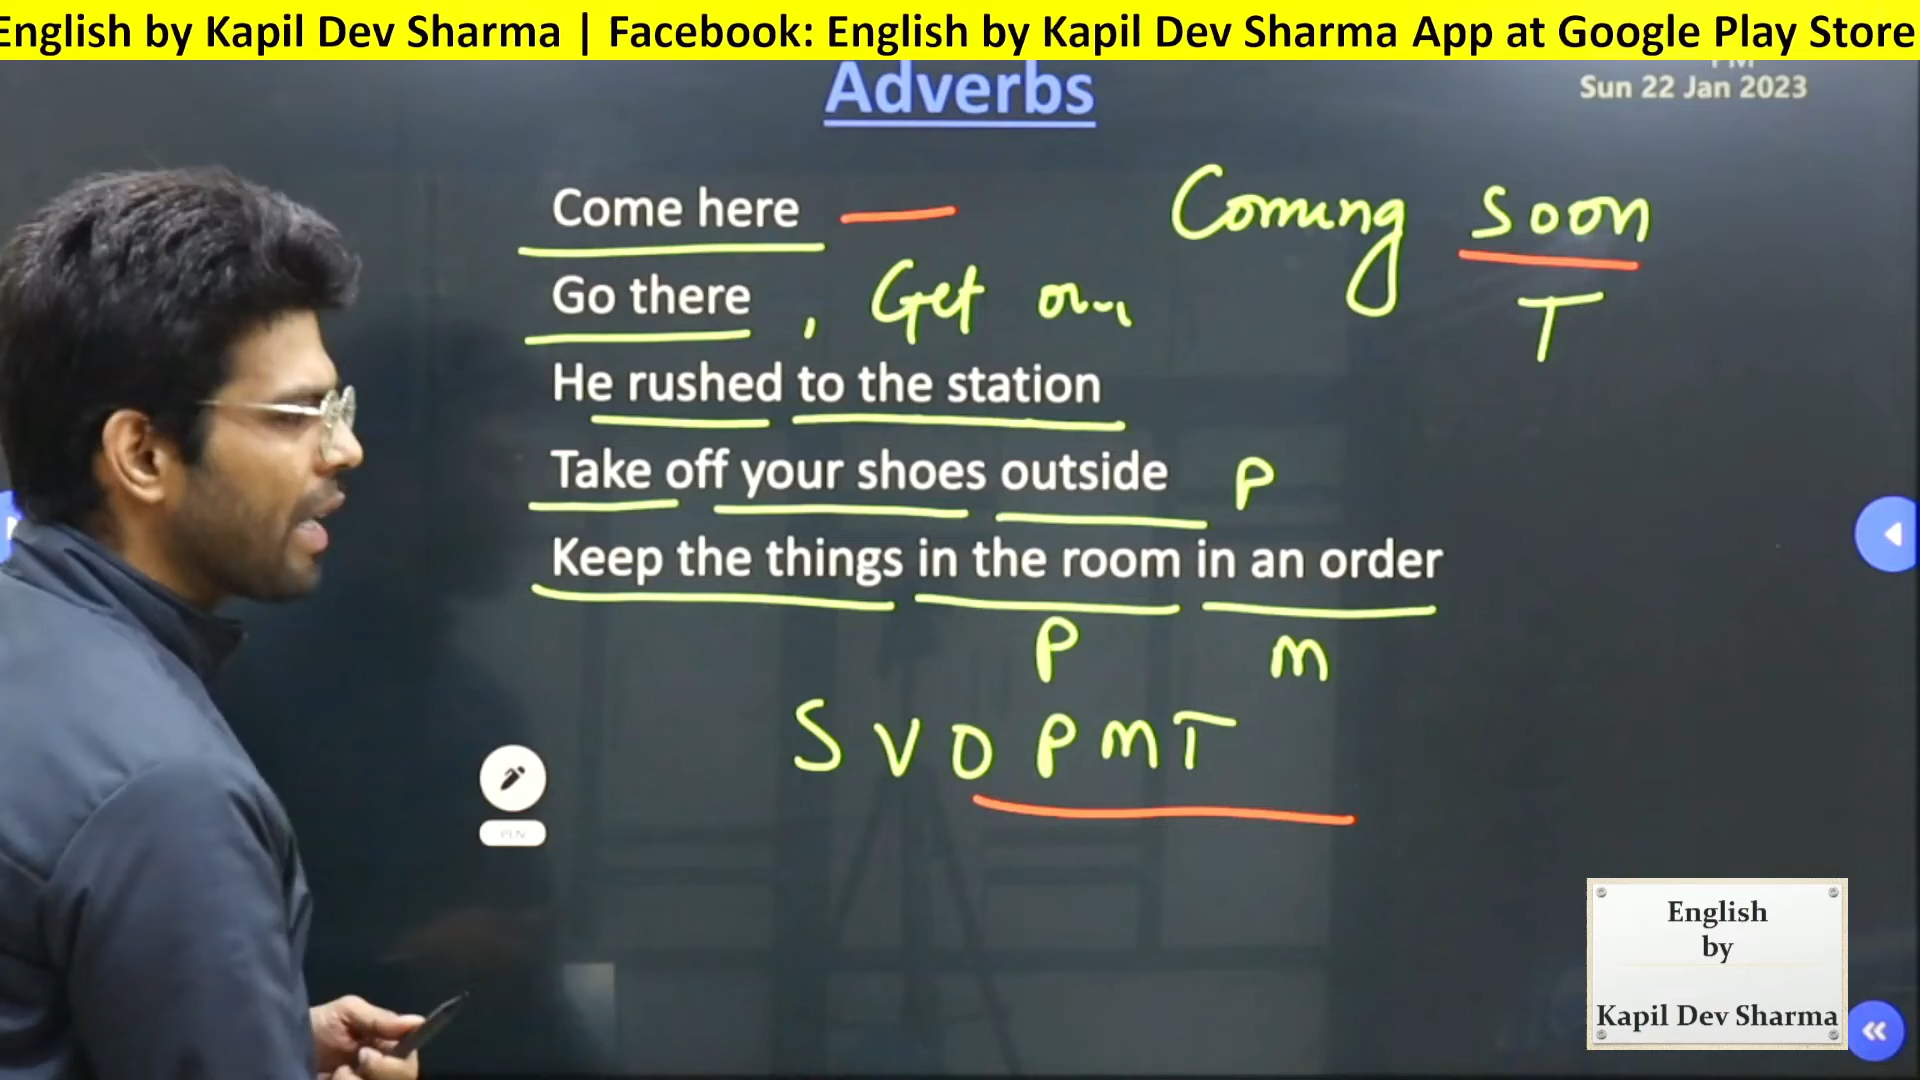 English by Kapil Dev Sharma | Facebook: English by Kapil Dev Sharma App at Google Play Store
Adverbs
Sun 22 Jan 2023
Come here
Coming soon
Go there , Get
T
He rushed to the station
Take off your shoes outside P
Keep the things in the room in an order
P M
S V O P M T
PEN
English
by
Kapil Dev Sharma